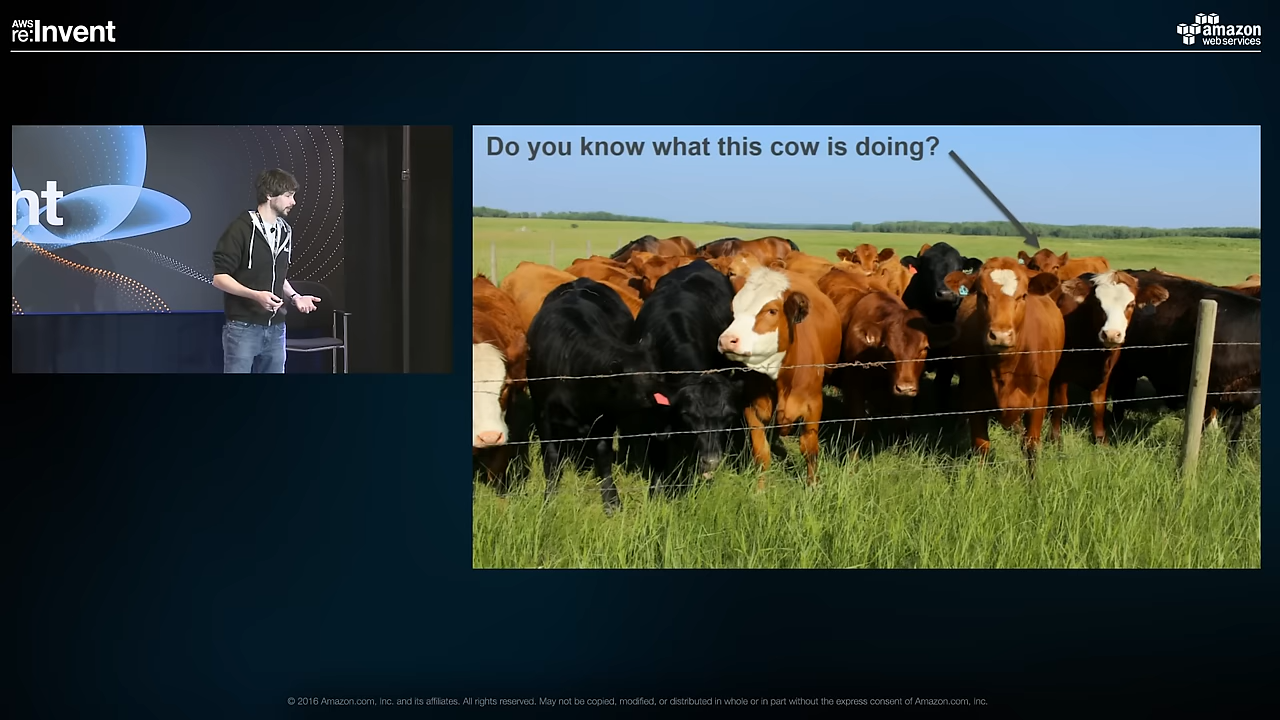 AWS
re:Invent
amazon
web services
nt
Do you know what this cow is doing?
© 2016 Amazon.com, Inc. and its affiliates. All rights reserved. May not be copied, modified, or distributed in whole or in part without the express consent of Amazon.com, Inc.